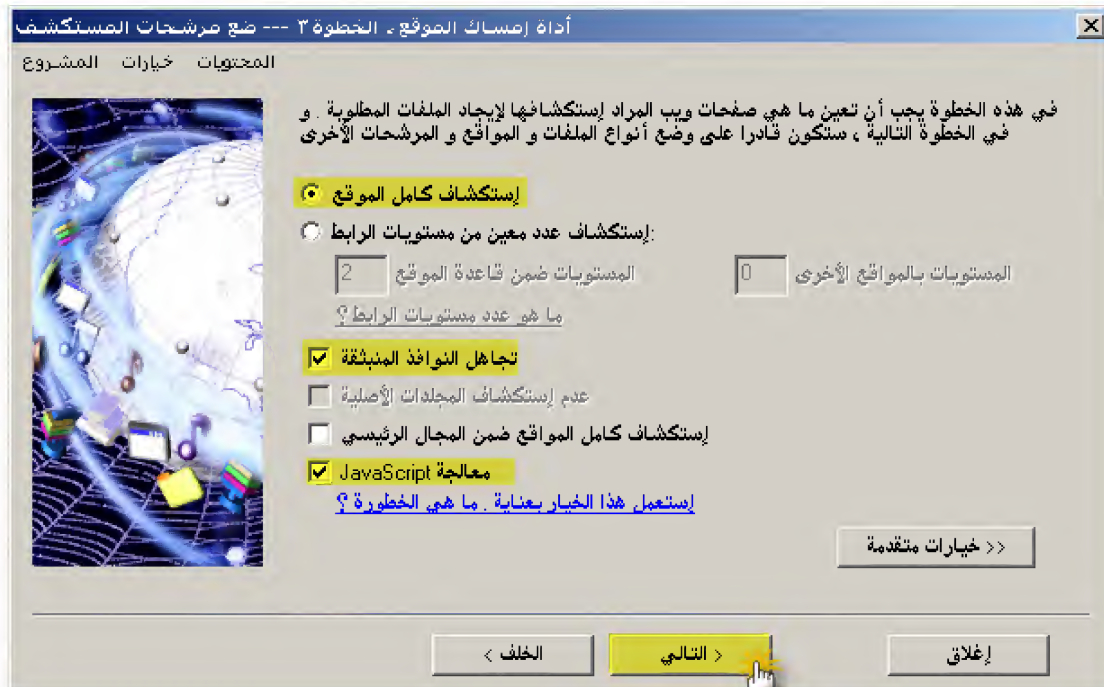 أداة إمساك الموقع ، الخطوة ٣ --- ضع مرشحات المستكشف
المحتويات خيارات المشروع
في هذه الخطوة يجب أن تعين ما هي صفحات ويب المراد إستكشافها لإيجاد الملفات المطلوبة . و
في الخطوة التالية ، ستكون قادرا على وضع أنواع الملفات و المواقع و المرشحات الأخرى
إستكشاف كامل الموقع
إستكشاف عدد معين من مستويات الرابط:
2 المستويات ضمن قاعدة الموقع 0 المستويات بالمواقع الأخرى
ما هو عدد مستويات الرابط ؟
تجاهل النوافذ المنبثقة
عدم إستكشاف المجلدات الأصلية
إستكشاف كامل المواقع ضمن المجال الرئيسي
معالجة JavaScript
إستعمل هذا الخيار بعناية . ما هي الخطورة ؟
خيارات متقدمة >>
الخلف > < التالي إغلاق